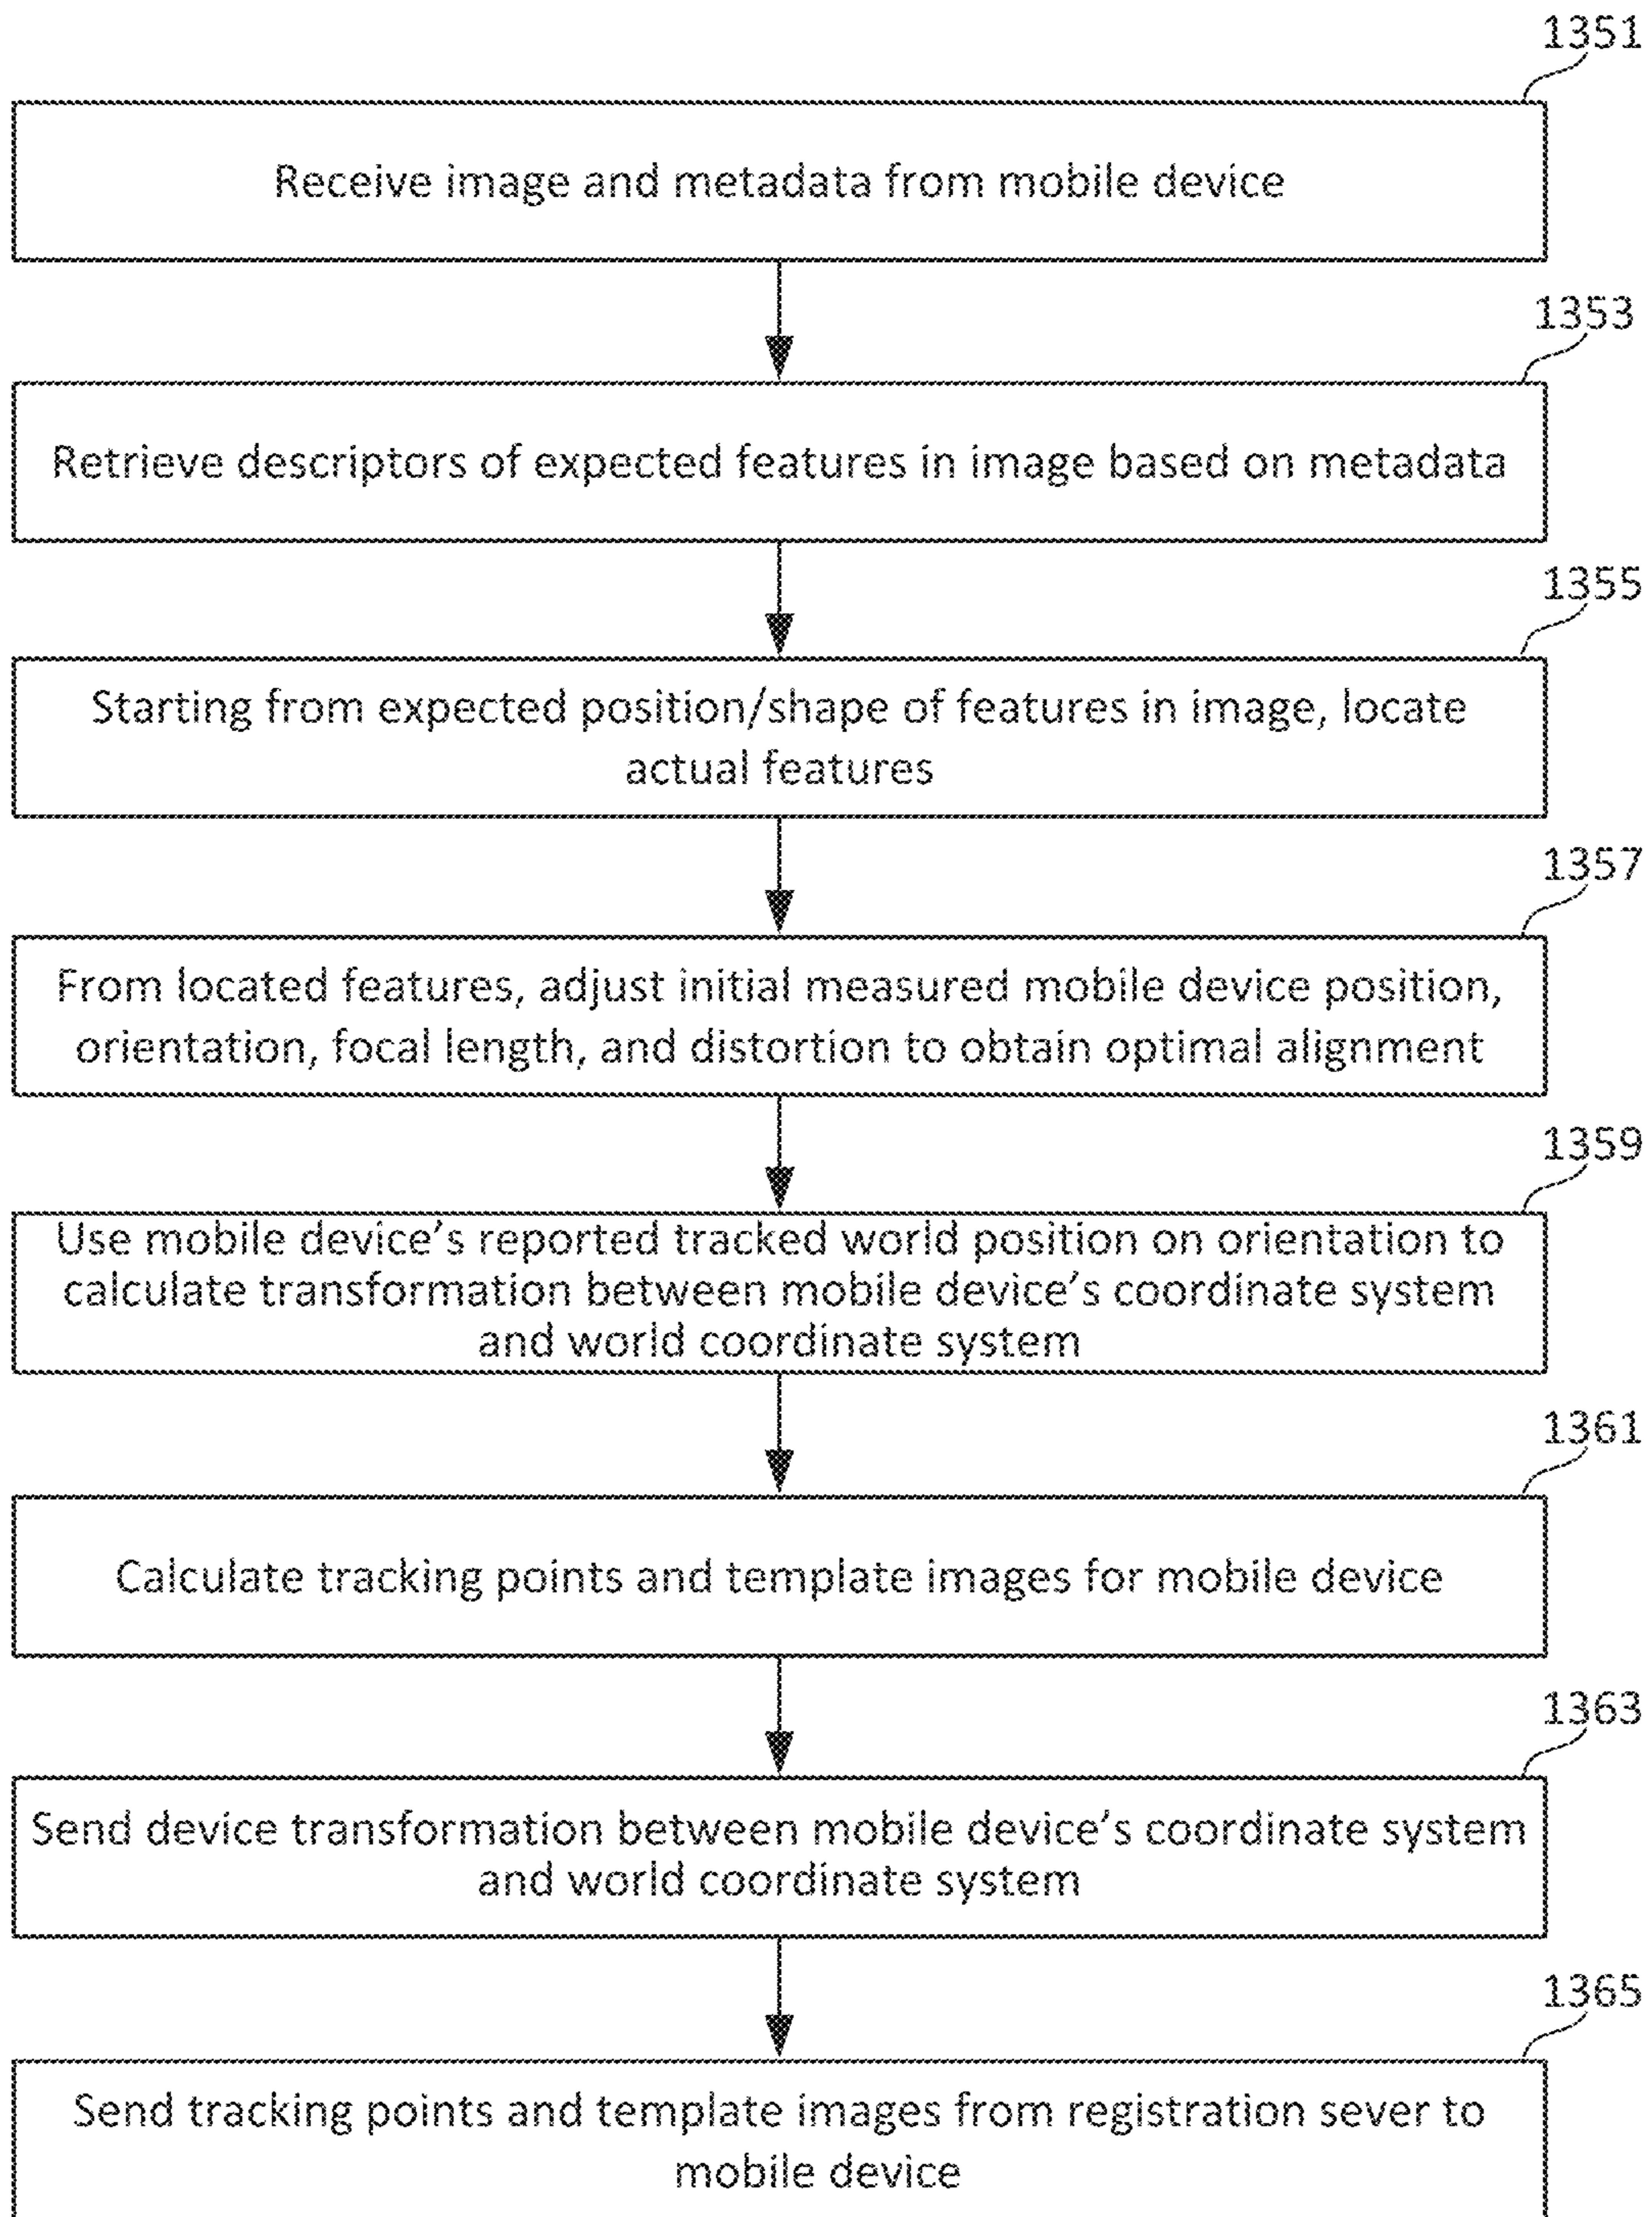 1351
Receive image and metadata from mobile device
1353
Retrieve descriptors of expected features in image based on metadata
1355
Starting from expected position/shape of features in image, locate
actual features
1357
From located features, adjust initial measured mobile device position,
orientation, focal length, and distortion to obtain optimal alignment
1359
Use mobile device's reported tracked world position on orientation to
calculate transformation between mobile device's coordinate system
and world coordinate system
1361
Calculate tracking points and template images for mobile device
1363
Send device transformation between mobile device's coordinate system
and world coordinate system
1365
Send tracking points and template images from registration sever to
mobile device